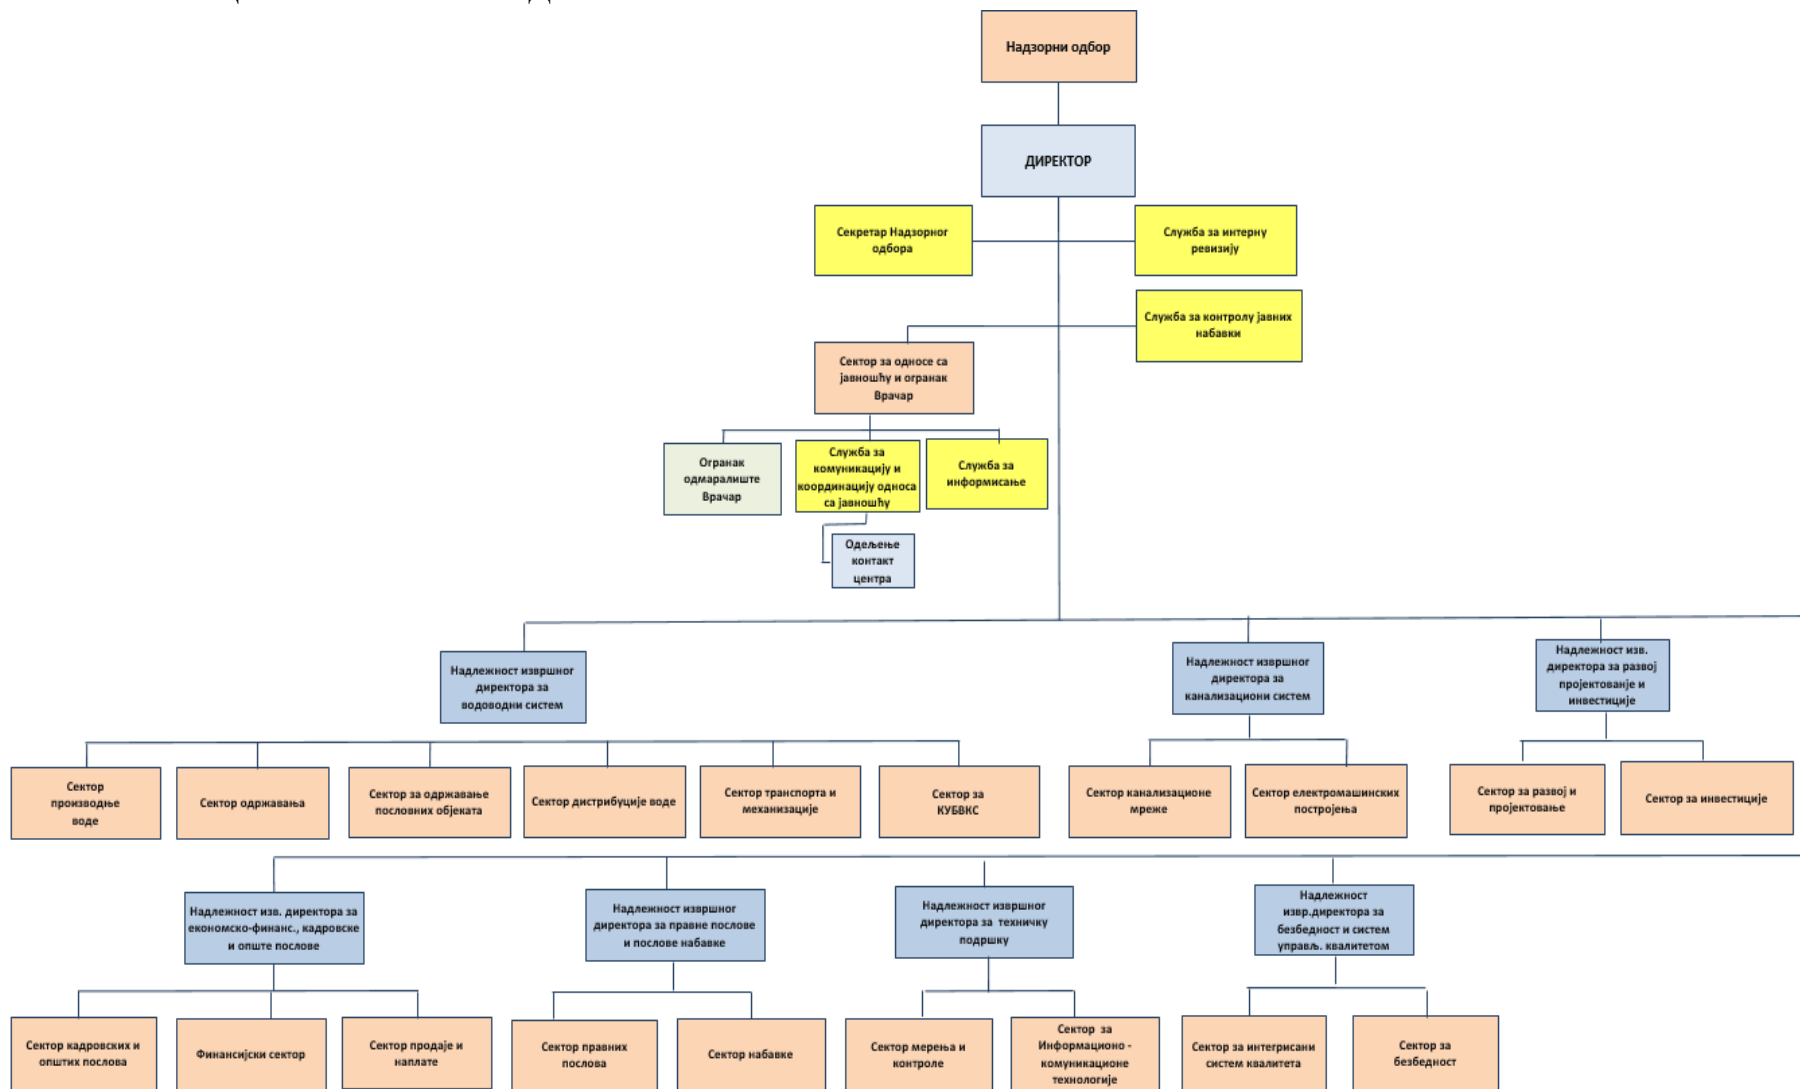 Надзорни одбор
ДИРЕКТОР
Секретар Надзорног
одбора
Служба за интерну
ревизију
Служба за контролу јавних
набавки
Сектор за односе са
јавношћу и огранак
Врачар
Огранак
одмаралиште
Врачар
Служба за
комуникацију и
координацију односа
са јавношћу
Служба за
информисање
Одељење
контакт
центра
Надлежност извршног
директора за
водоводни систем
Надлежност извршног
директора за
канализациони систем
Надлежност изв.
директора за развој
пројектованје и
инвестиције
Сектор
производње
воде
Сектор одржавања
Сектор за одржавање
пословних објеката
Сектор дистрибуције воде
Сектор транспорта и
механизације
Сектор за
КУБВКС
Сектор канализационе
мреже
Сектор електромашинских
постројења
Сектор за развој и
пројектовање
Сектор за инвестиције
Надлежност изв. директора за
економско-финанс., кадровске
и опште послове
Надлежност извршног
директора за правне послове
и послове набавке
Надлежност извршног
директора за техничку
подршку
Надлежност
извр.директора за
безбедност и систем
управљ. квалитетом
Сектор кадровских и
општих послова
Финансијски сектор
Сектор продаје и
наплате
Сектор правних
послова
Сектор набавке
Сектор мерења и
контроле
Сектор за
Информационо -
комуникационе
технологије
Сектор за интегрисани
систем квалитета
Сектор за
безбедност